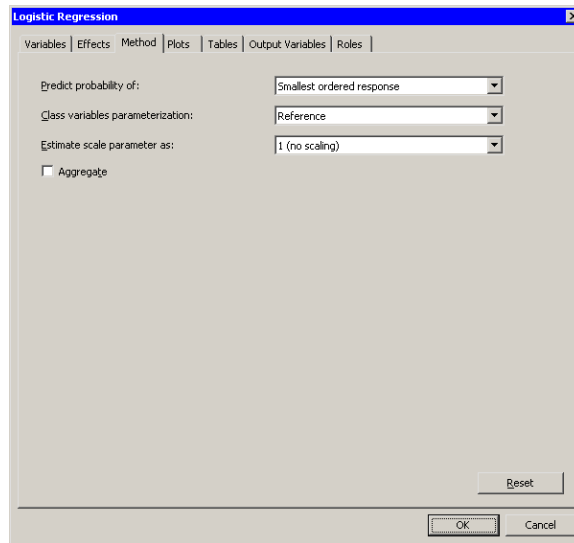 Logistic Regression
Variables Effects Method Plots Tables Output Variables Roles
Predict probability of: Smallest ordered response
Class variables parameterization: Reference
Estimate scale parameter as: 1 (no scaling)
Aggregate
Reset
OK Cancel